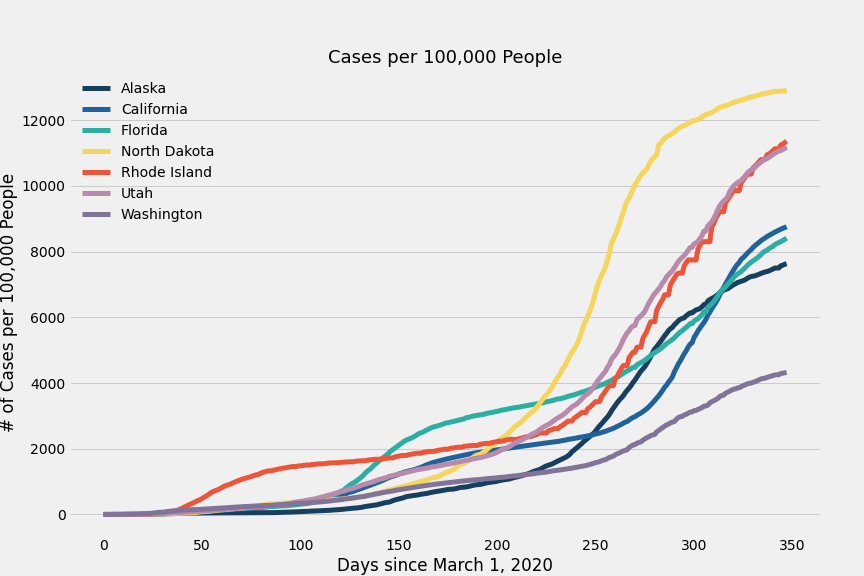 Cases per 100,000 People
Alaska
California
Florida
North Dakota
Rhode Island
Utah
Washington
# of Cases per 100,000 People
12000
10000
8000
6000
4000
2000
0
0 50 100 150 200 250 300 350
Days since March 1, 2020